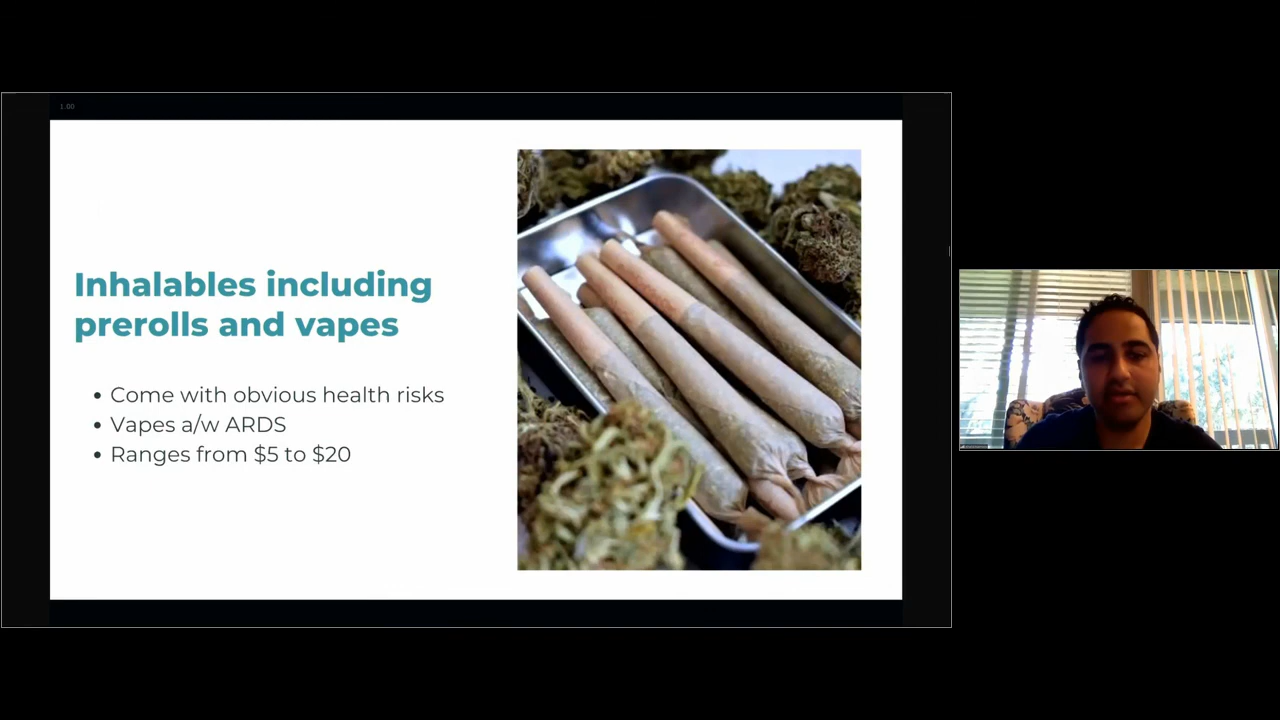 1.00
Inhalables including
prerolls and vapes
• Come with obvious health risks
• Vapes a/w ARDS
• Ranges from $5 to $20